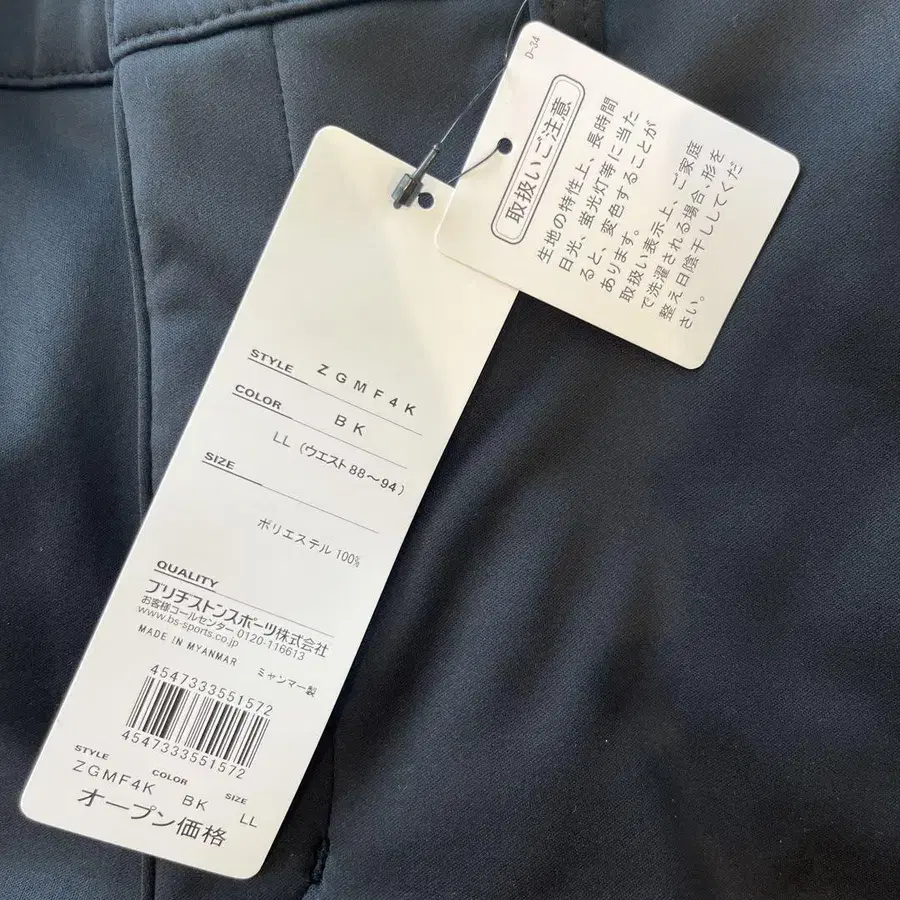 D-34
取扱いご注意
生地の特性上、長時間
日光、蛍光灯等に当た
ると、変色することが
あります。
取扱い表示上、ご家庭
で洗濯される場合、形を
整え日陰干ししてくだ
さい。
STYLE ZGMF4K
COLOR BK
LL (ウエスト88～94)
SIZE
ポリエステル 100%
QUALITY
ブリヂストンスポーツ株式会社
お客様コールセンター 0120-116613
www.bs-sports.co.jp
MADE IN MYANMAR ミャンマー製
4547333551572
4547333551572
STYLE COLOR SIZE
ZGMF4K BK LL
オープン価格